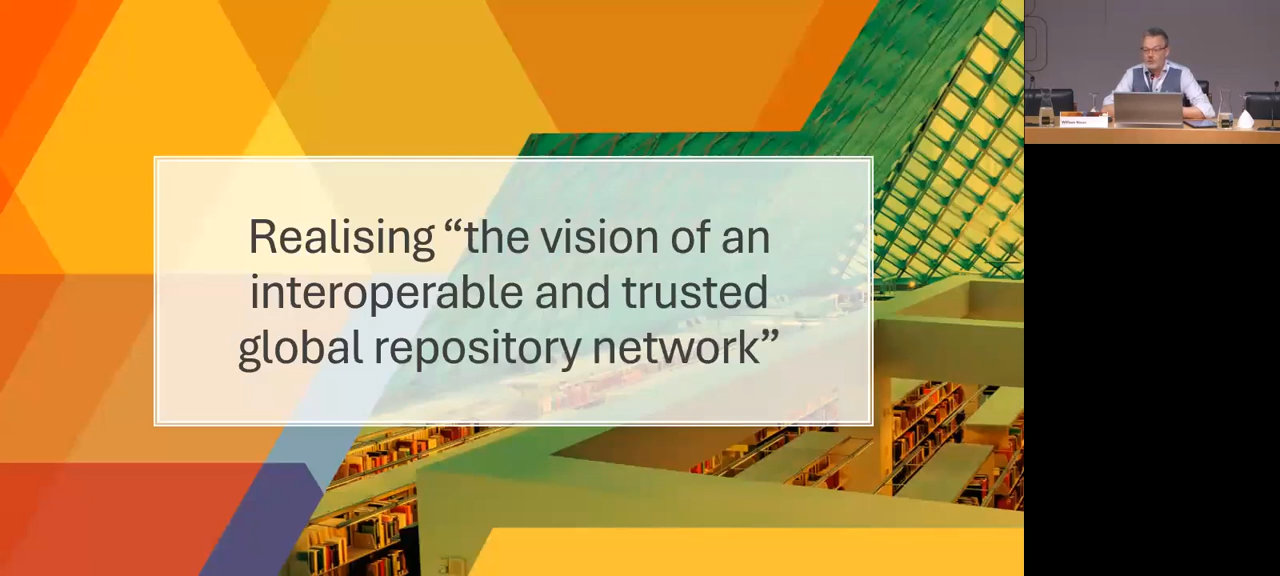 Realising “the vision of an
interoperable and trusted
global repository network”